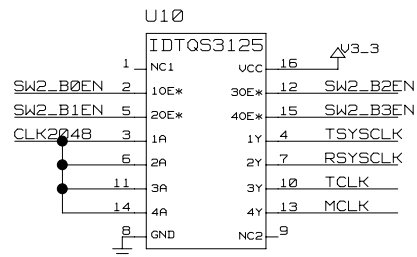 U10
IDTQS3125
V3_3
1 NC1 VCC 16
SW2_B0EN 2 1OE* 3OE* 12 SW2_B2EN
SW2_B1EN 5 2OE* 4OE* 15 SW2_B3EN
CLK2048 3 1A 1Y 4 TSYSCLK
6 2A 2Y 7 RSYSCLK
11 3A 3Y 10 TCLK
14 4A 4Y 13 MCLK
8 GND NC2 9